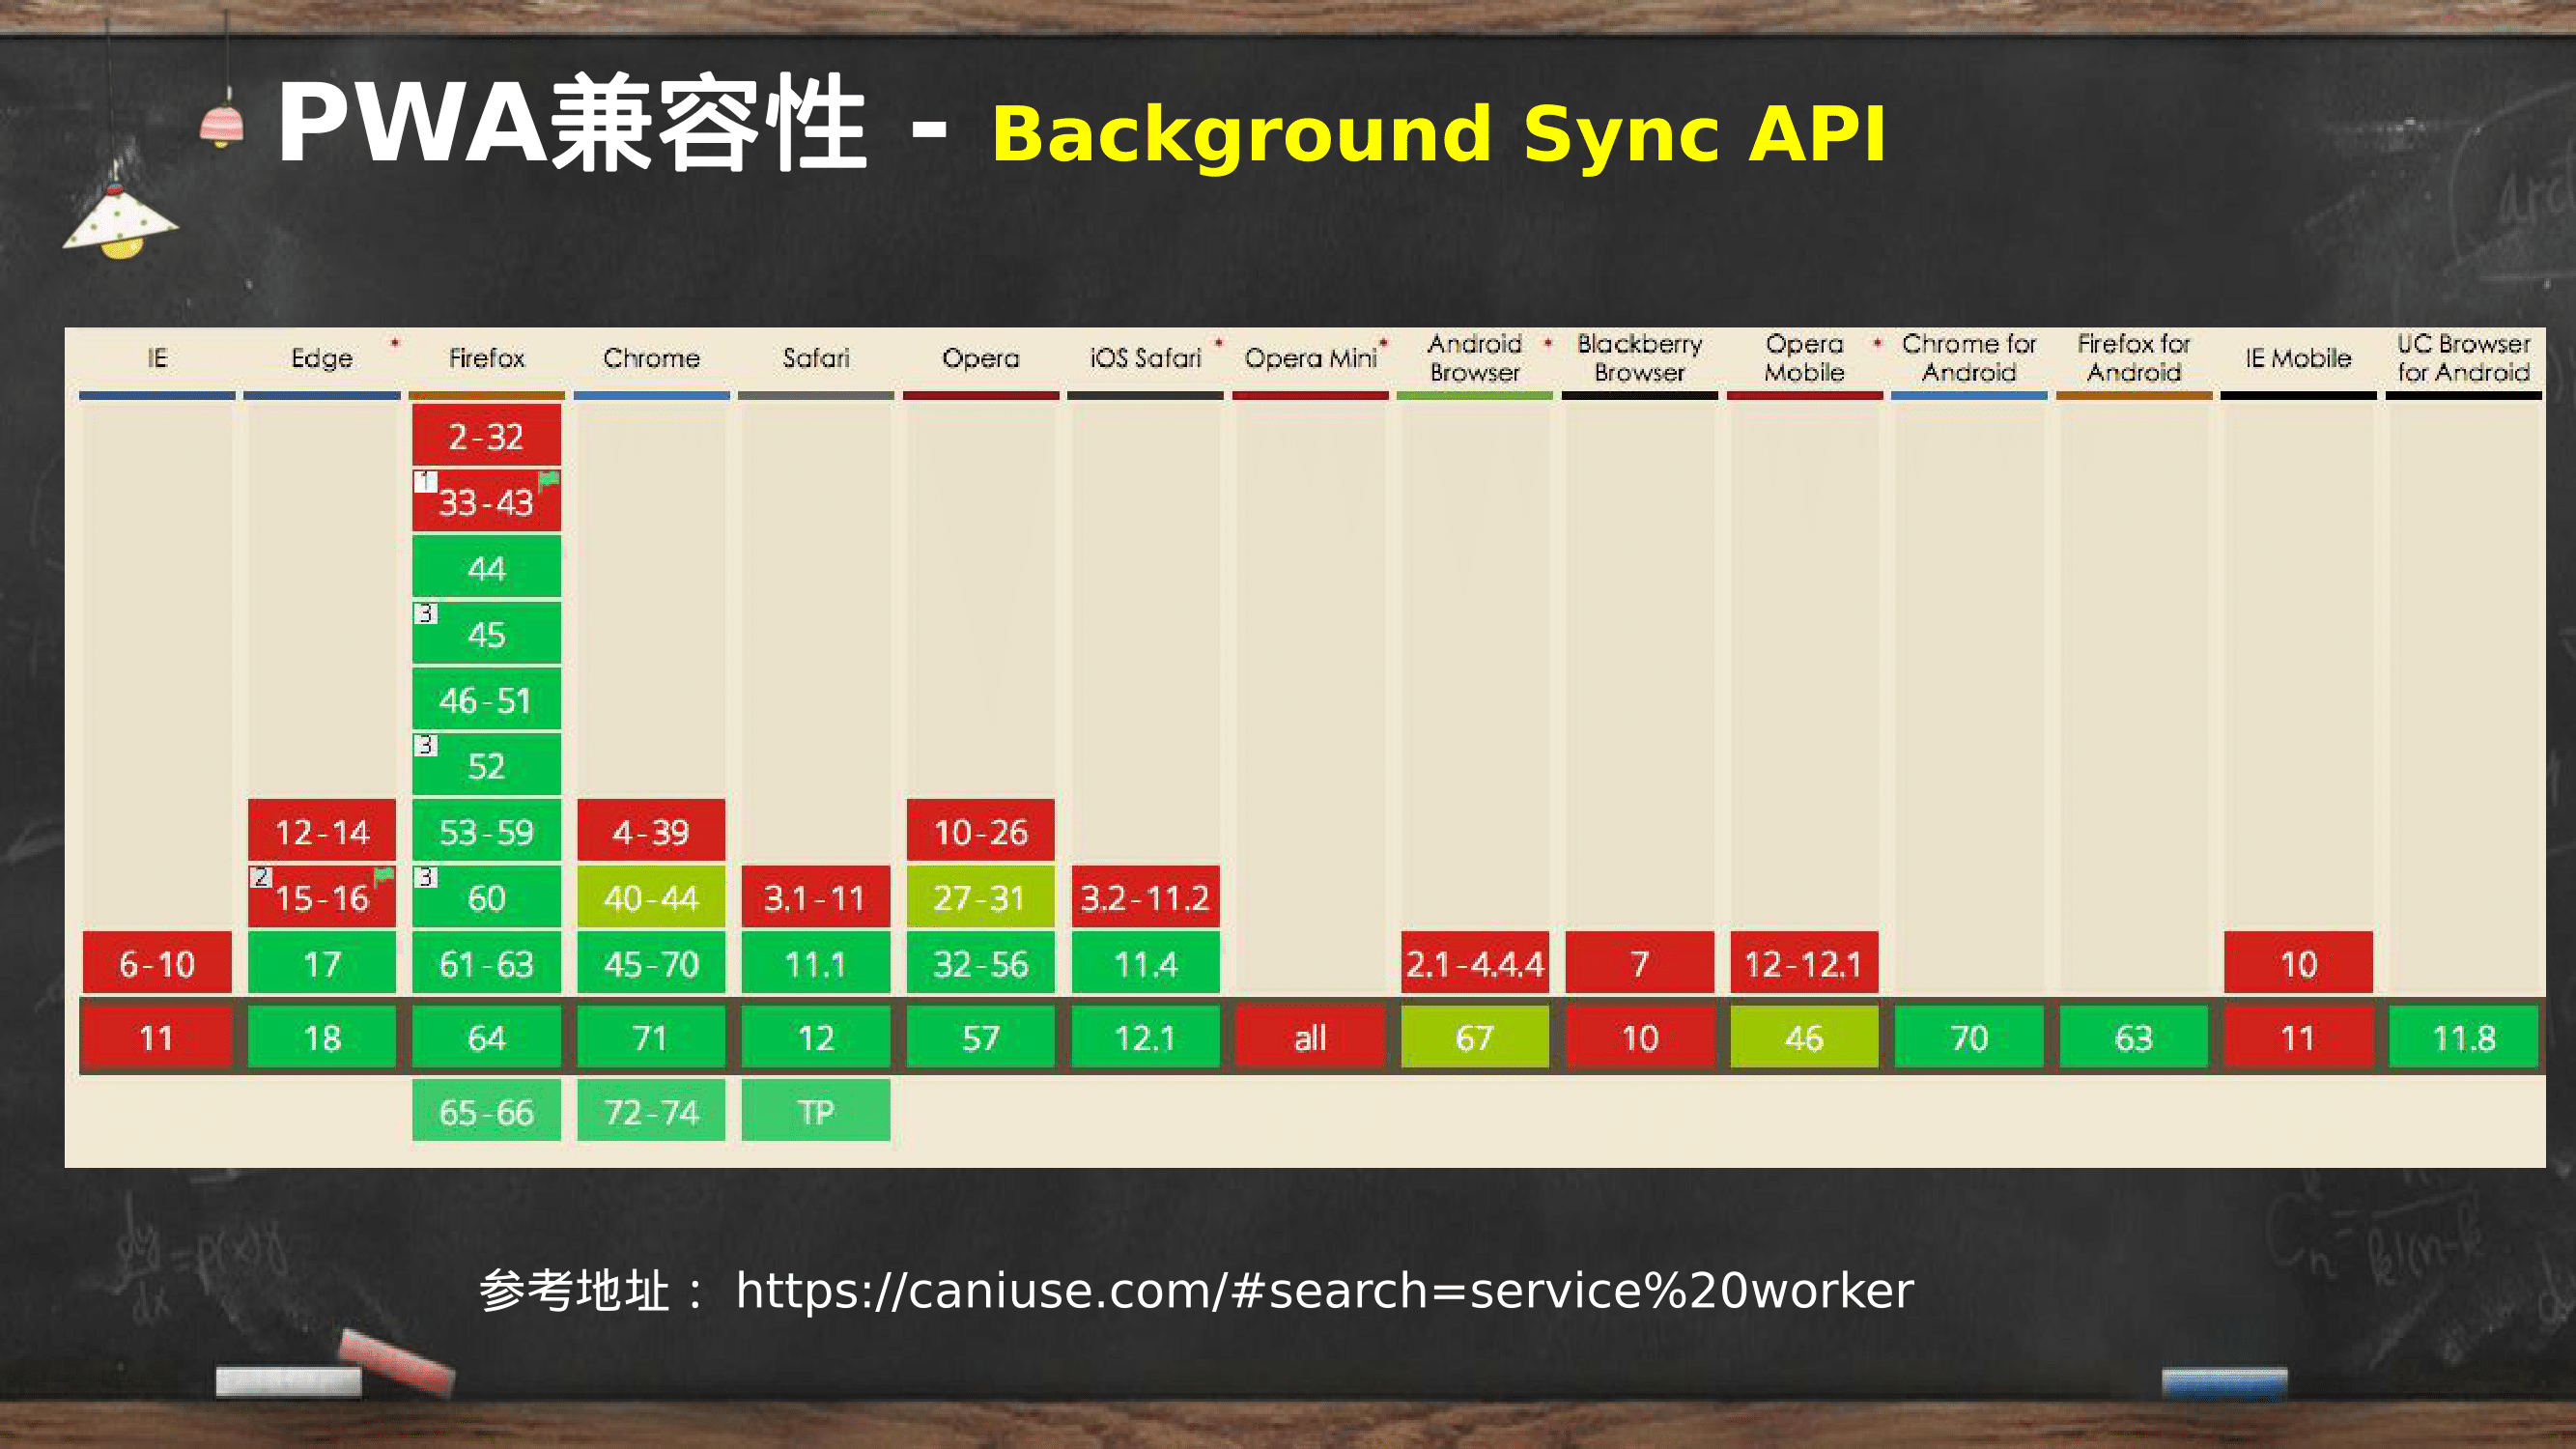 PWA兼容性 - Background Sync API
IE Edge * Firefox Chrome Safari Opera iOS Safari * Opera Mini * Android Browser * Blackberry Browser Opera Mobile * Chrome for Android Firefox for Android IE Mobile UC Browser for Android
2-32
1 33-43
44
3 45
46-51
3 52
12-14 53-59 4-39 10-26
2 15-16 3 60 40-44 3.1-11 27-31 3.2-11.2
6-10 17 61-63 45-70 11.1 32-56 11.4 2.1-4.4.4 7 12-12.1 10
11 18 64 71 12 57 12.1 all 67 10 46 70 63 11 11.8
65-66 72-74 TP
参考地址： https://caniuse.com/#search=service%20worker